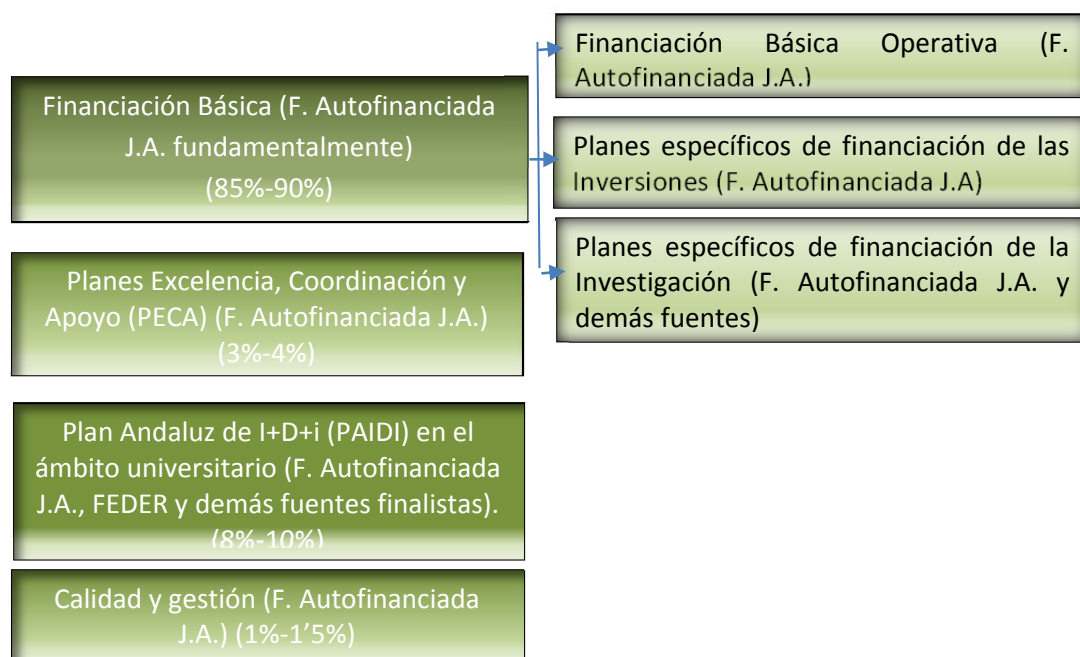 Financiación Básica (F. Autofinanciada
J.A. fundamentalmente)
(85%-90%)
Financiación Básica Operativa (F.
Autofinanciada J.A.)
Planes específicos de financiación de las
Inversiones (F. Autofinanciada J.A)
Planes específicos de financiación de la
Investigación (F. Autofinanciada J.A. y
demás fuentes)
Planes Excelencia, Coordinación y
Apoyo (PECA) (F. Autofinanciada J.A.)
(3%-4%)
Plan Andaluz de I+D+i (PAIDI) en el
ámbito universitario (F. Autofinanciada
J.A., FEDER y demás fuentes finalistas).
(8%-10%)
Calidad y gestión (F. Autofinanciada
J.A.) (1%-1’5%)